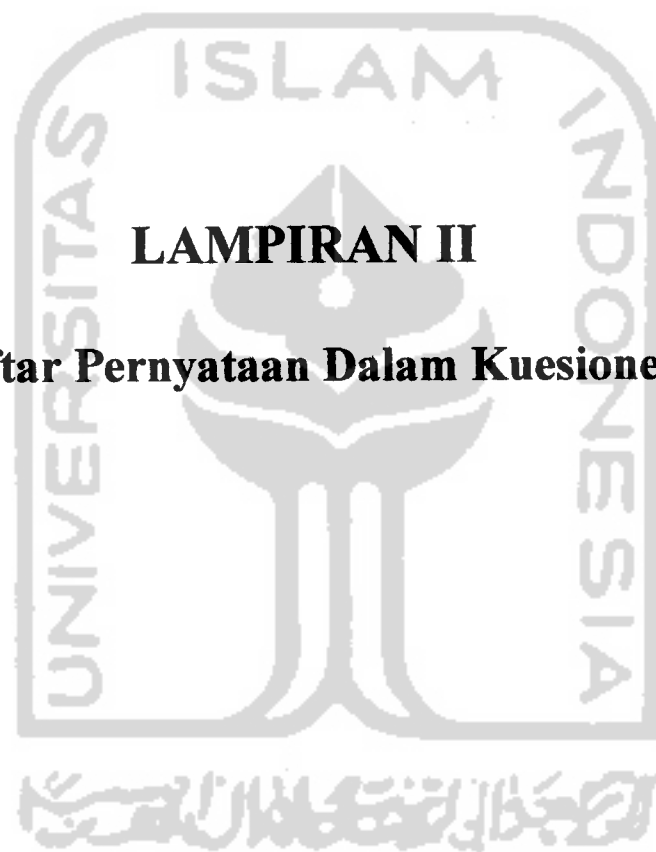 ISLAM
UNIVERSITAS
INDONESIA
LAMPIRAN II
ftar Pernyataan Dalam Kuesione